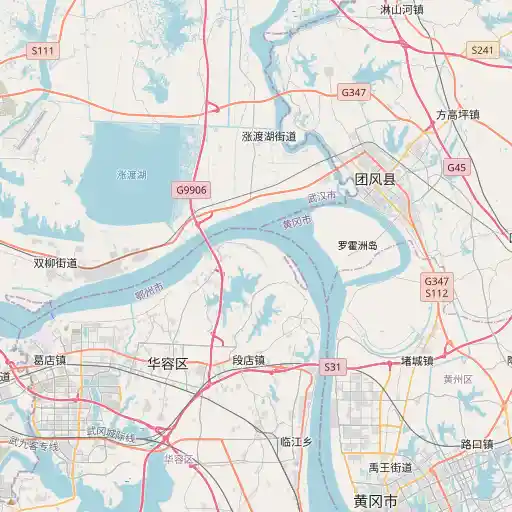 淋山河镇
S111
S241
G347
方高坪镇
涨渡湖街道
G45
涨渡湖
团风县
G9906
武汉市
黄冈市
罗霍洲岛
双柳街道
鄂州市
G347
S112
葛店镇
华容区
段店镇
S31
堵城镇
道
黄州区
武冈城际线
武九客专线
临江乡
路口镇
华容区
禹王街道
黄冈市